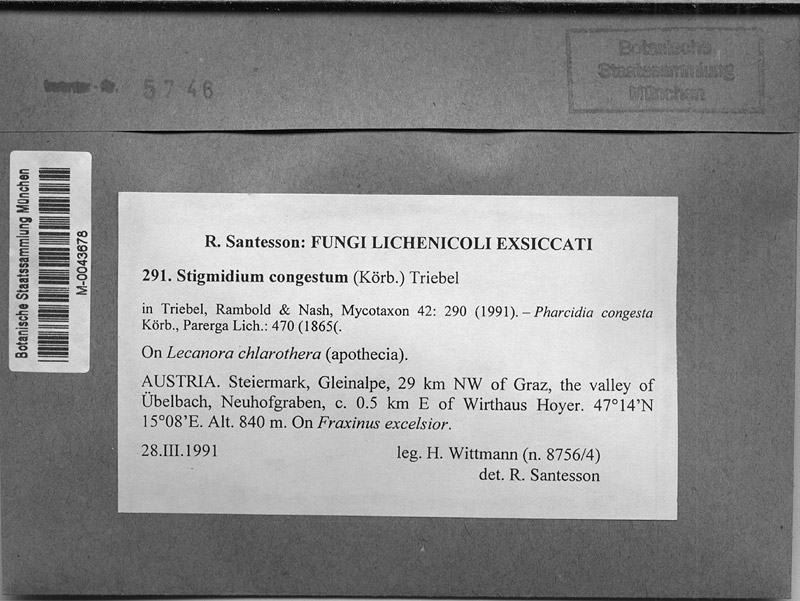 Botanische
Staatssammlung
München
5746
Botanische Staatssammlung München
M-0043678
R. Santesson: FUNGI LICHENICOLI EXSICCATI
291. Stigmidium congestum (Körb.) Triebel
in Triebel, Rambold & Nash, Mycotaxon 42: 290 (1991). – Pharcidia congesta
Körb., Parerga Lich.: 470 (1865(.
On Lecanora chlarothera (apothecia).
AUSTRIA. Steiermark, Gleinalpe, 29 km NW of Graz, the valley of
Übelbach, Neuhofgraben, c. 0.5 km E of Wirthaus Hoyer. 47°14'N
15°08'E. Alt. 840 m. On Fraxinus excelsior.
28.III.1991 leg. H. Wittmann (n. 8756/4)
det. R. Santesson